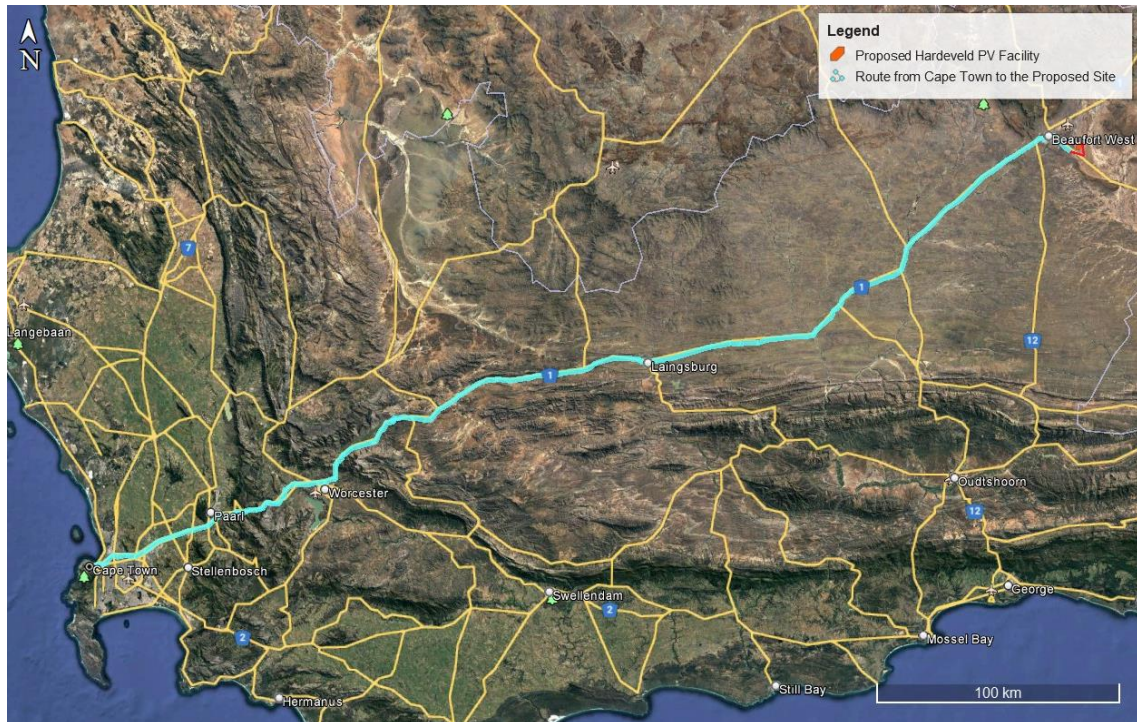 N
Legend
Proposed Hardeveld PV Facility
Route from Cape Town to the Proposed Site
Beaufort West
7
1
Langebaan
12
1
Laingsburg
Oudtshoorn
Worcester
12
Paarl
Cape Town
Stellenbosch
George
Swellendam
2
2
Mossel Bay
Still Bay
Hermanus
100 km